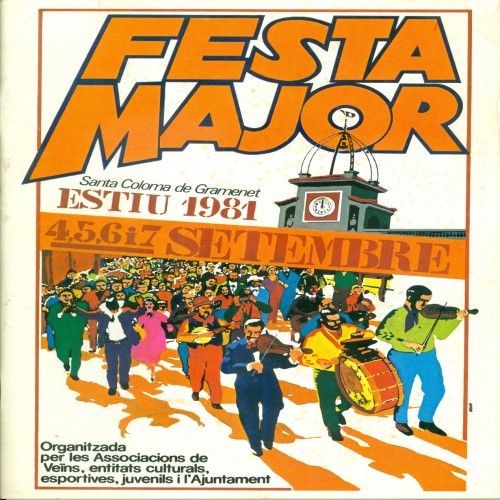 FESTA
MAJOR
Santa Coloma de Gramenet
ESTIU 1981
4,5,6 i 7 SETEMBRE
Organitzada
per les Associacions de
Veïns, entitats culturals,
esportives, juvenils i l'Ajuntament